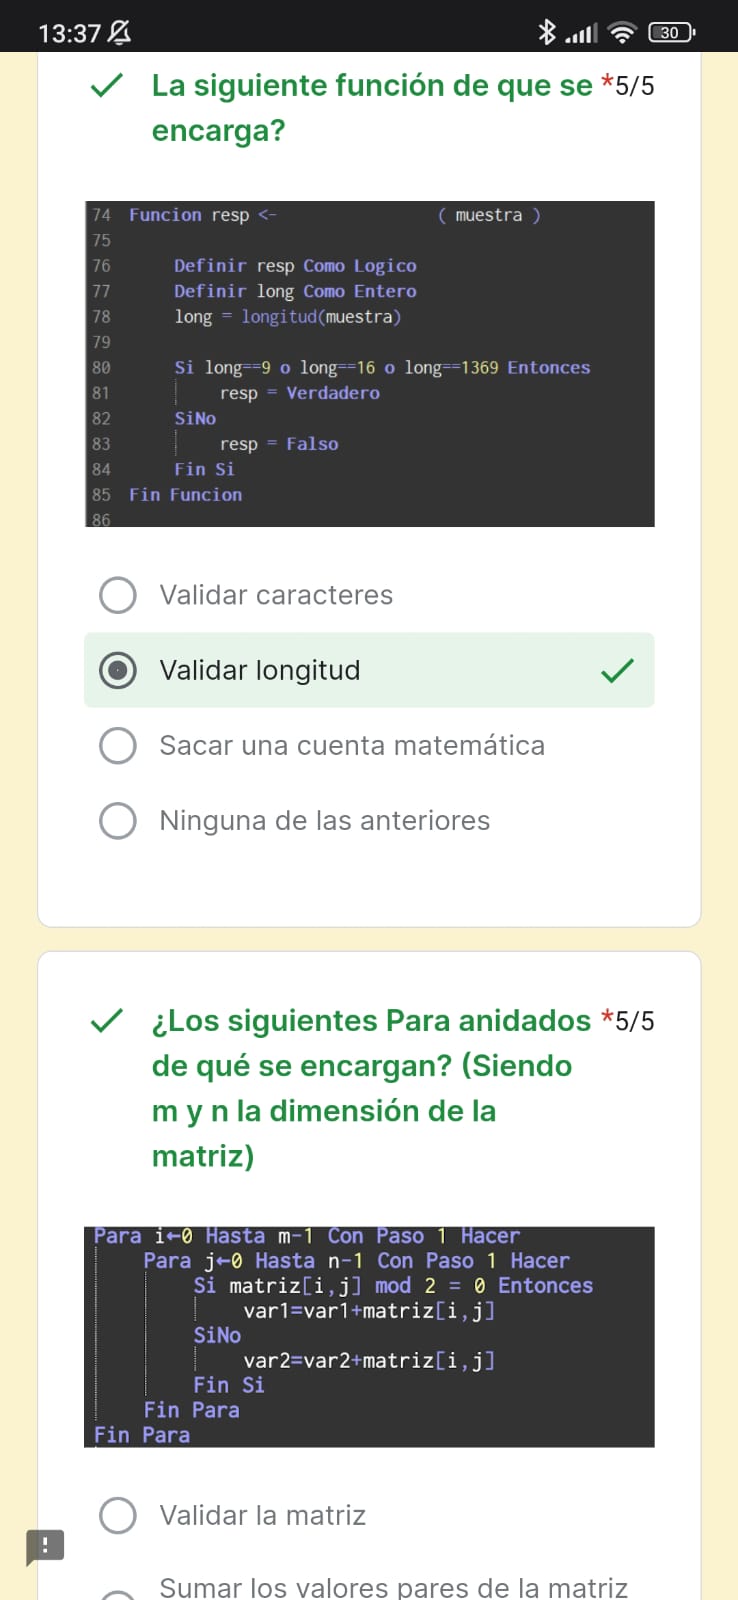 13:37
30
La siguiente función de que se *5/5
encarga?
74 Funcion resp <- ( muestra )
75
76 Definir resp Como Logico
77 Definir long Como Entero
78 long = longitud(muestra)
79
80 Si long==9 o long==16 o long==1369 Entonces
81 resp = Verdadero
82 SiNo
83 resp = Falso
84 Fin Si
85 Fin Funcion
86
Validar caracteres
Validar longitud
Sacar una cuenta matemática
Ninguna de las anteriores
¿Los siguientes Para anidados *5/5
de qué se encargan? (Siendo
m y n la dimensión de la
matriz)
Para i←0 Hasta m-1 Con Paso 1 Hacer
Para j←0 Hasta n-1 Con Paso 1 Hacer
Si matriz[i,j] mod 2 = 0 Entonces
var1=var1+matriz[i,j]
SiNo
var2=var2+matriz[i,j]
Fin Si
Fin Para
Fin Para
Validar la matriz
!
Sumar los valores pares de la matriz